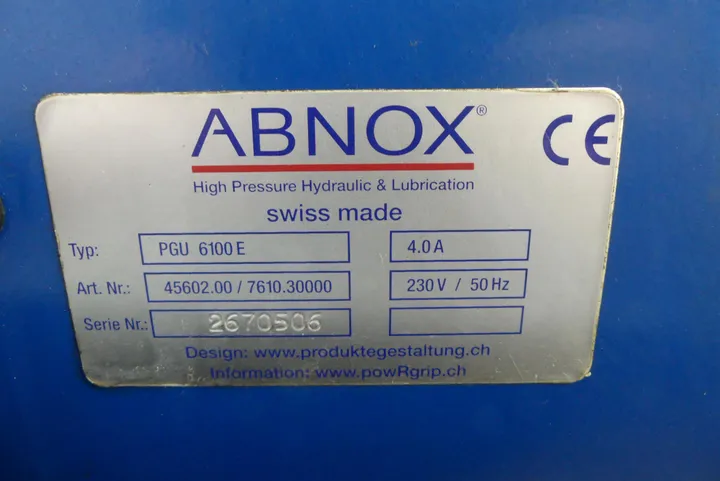 ABNOX® CE
High Pressure Hydraulic & Lubrication
swiss made
Typ: PGU 6100 E 4.0 A
Art. Nr.: 45602.00 / 7610.30000 230 V / 50 Hz
Serie Nr.: 2670506
Design: www.produktegestaltung.ch
Information: www.powRgrip.ch